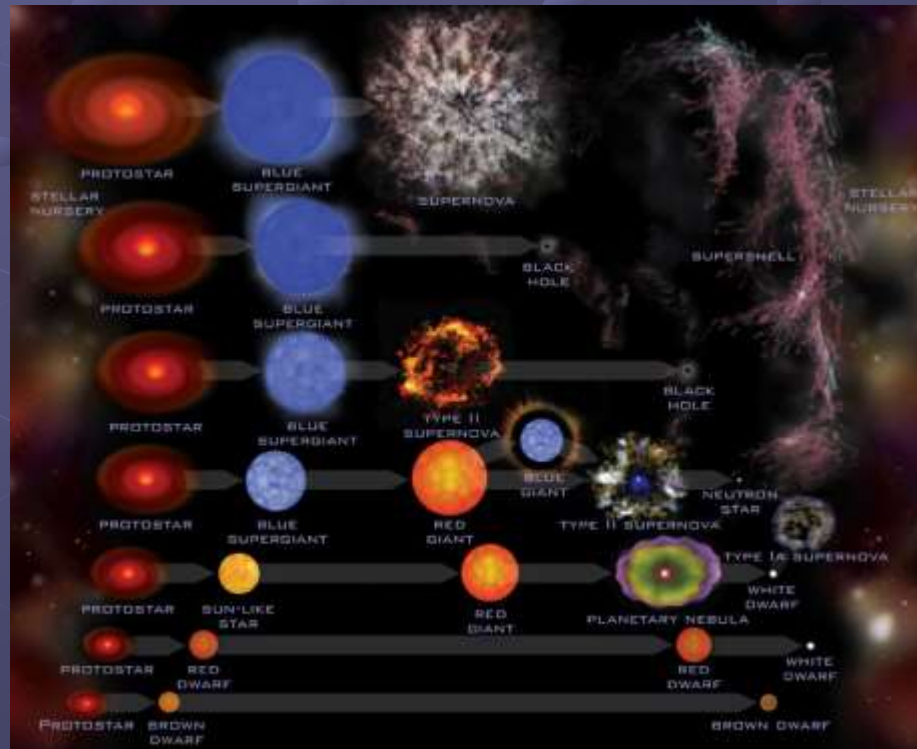 PROTOSTAR
BLUE
SUPERGIANT
SUPERNOVA
STELLAR
NURSERY
STELLAR
NURSERY
SUPERSHELL
PROTOSTAR
BLUE
SUPERGIANT
BLACK
HOLE
PROTOSTAR
BLUE
SUPERGIANT
TYPE II
SUPERNOVA
BLACK
HOLE
PROTOSTAR
BLUE
SUPERGIANT
RED
GIANT
BLUE
GIANT
TYPE II SUPERNOVA
NEUTRON
STAR
TYPE IA SUPERNOVA
PROTOSTAR
SUN-LIKE
STAR
RED
GIANT
PLANETARY NEBULA
WHITE
DWARF
PROTOSTAR
RED
DWARF
RED
DWARF
WHITE
DWARF
PROTOSTAR
BROWN
DWARF
BROWN DWARF